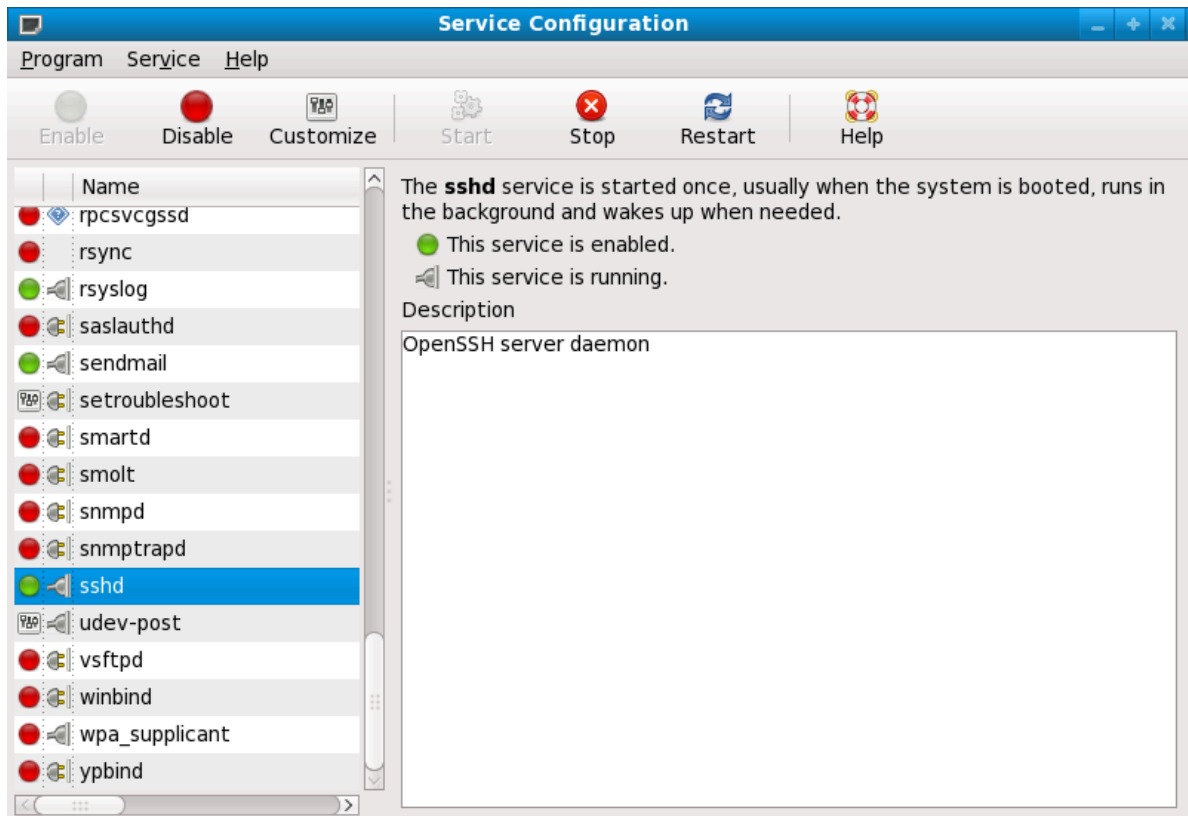 Service Configuration
Program Service Help
Enable Disable Customize Start Stop Restart Help
Name
rpcsvcgssd
rsync
rsyslog
saslauthd
sendmail
setroubleshoot
smartd
smolt
snmpd
snmptrapd
sshd
udev-post
vsftpd
winbind
wpa_supplicant
ypbind
The sshd service is started once, usually when the system is booted, runs in
the background and wakes up when needed.
This service is enabled.
This service is running.
Description
OpenSSH server daemon